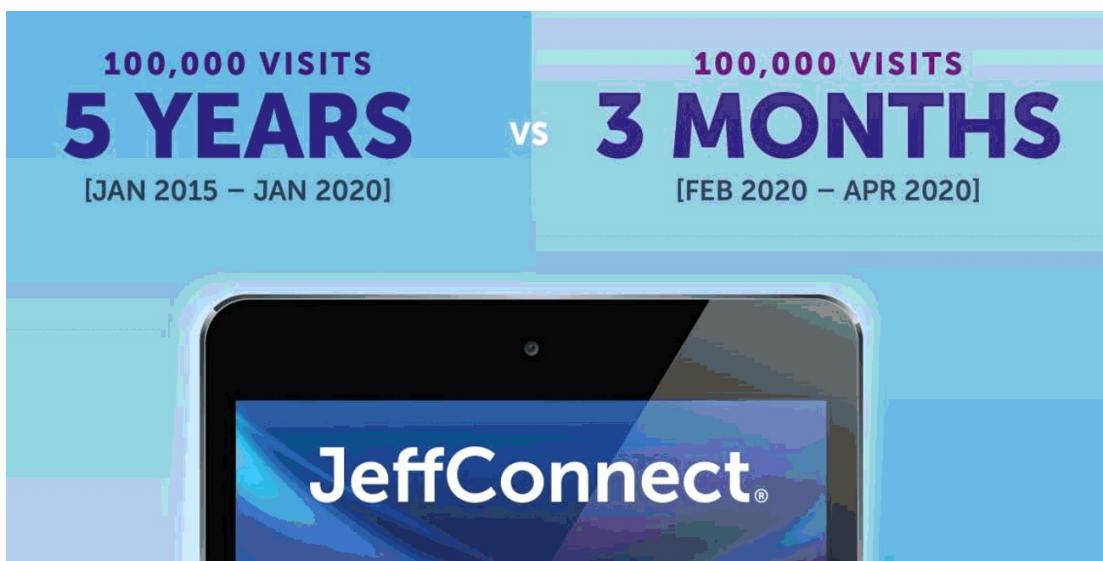 100,000 VISITS
5 YEARS
[JAN 2015 – JAN 2020]
vs
100,000 VISITS
3 MONTHS
[FEB 2020 – APR 2020]
JeffConnect®